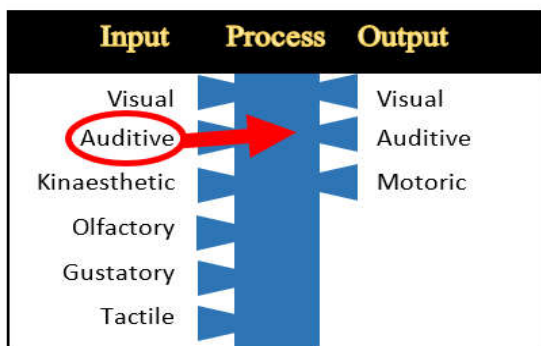 Input Process Output
Visual Visual
Auditive Auditive
Kinaesthetic Motoric
Olfactory
Gustatory
Tactile